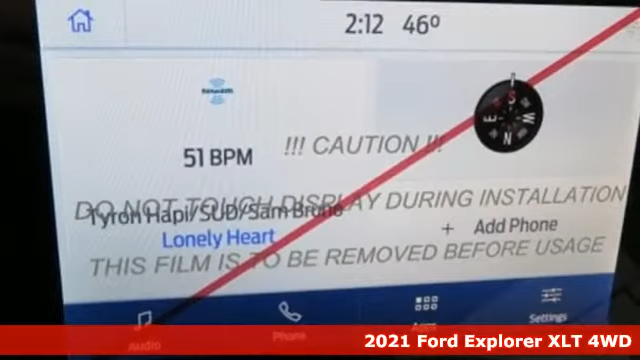 2:12 46°
SiriusXM
51 BPM
!!! CAUTION !!!
E S W N
DO NOT TOUCH DISPLAY DURING INSTALLATION
Tyron Hapi/SUD/Sam Bruno
+ Add Phone
Lonely Heart
THIS FILM IS TO BE REMOVED BEFORE USAGE
Audio
Phone
Settings
2021 Ford Explorer XLT 4WD